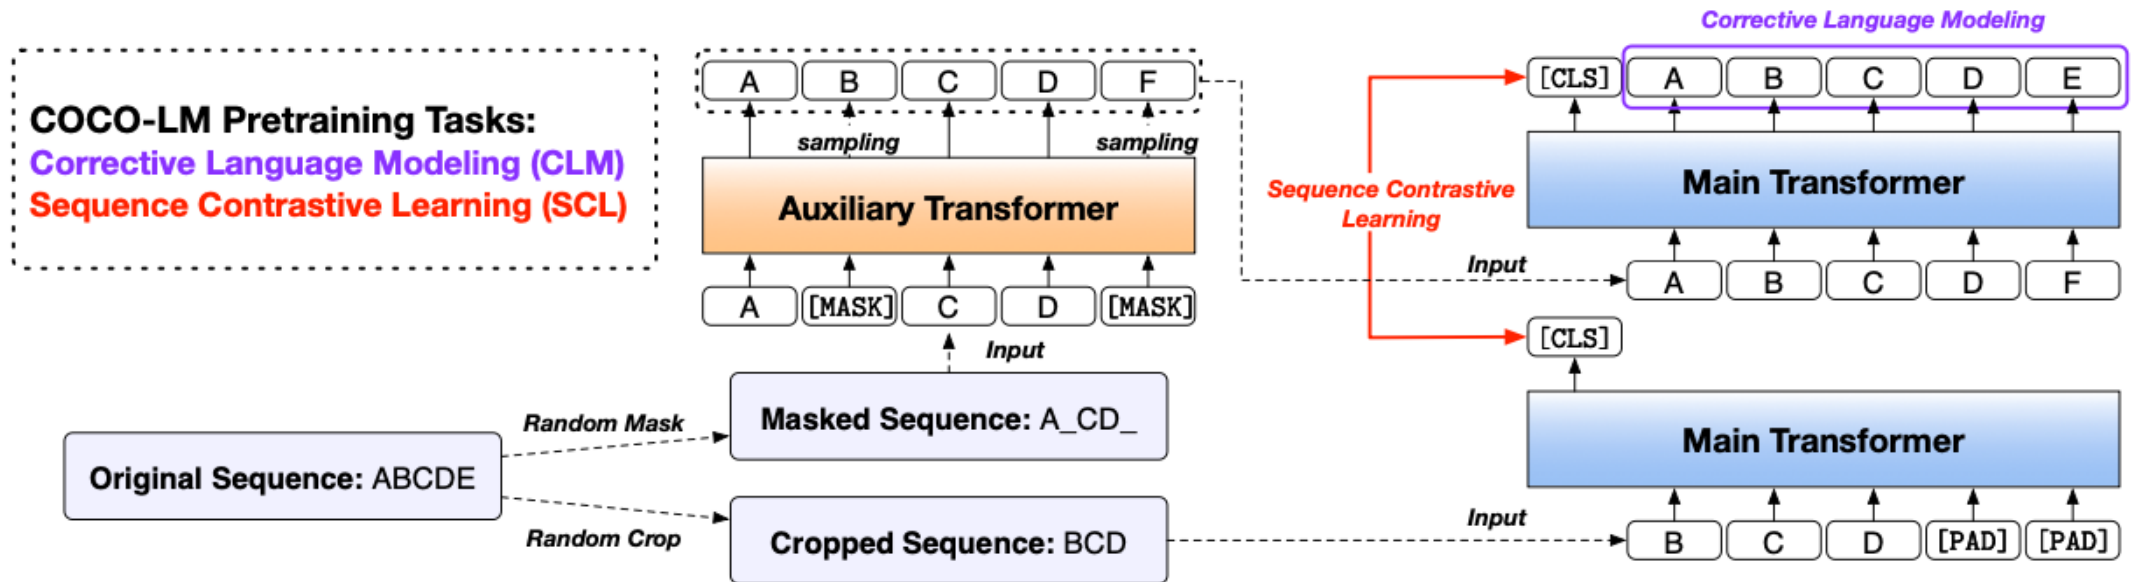 COCO-LM Pretraining Tasks:
Corrective Language Modeling (CLM)
Sequence Contrastive Learning (SCL)
A B C D F
sampling sampling
Auxiliary Transformer
A [MASK] C D [MASK]
Input
Masked Sequence: A_CD_
Random Mask
Original Sequence: ABCDE
Random Crop
Cropped Sequence: BCD
Corrective Language Modeling
[CLS] A B C D E
Main Transformer
Sequence Contrastive
Learning
Input
A B C D F
[CLS]
Main Transformer
Input
B C D [PAD] [PAD]